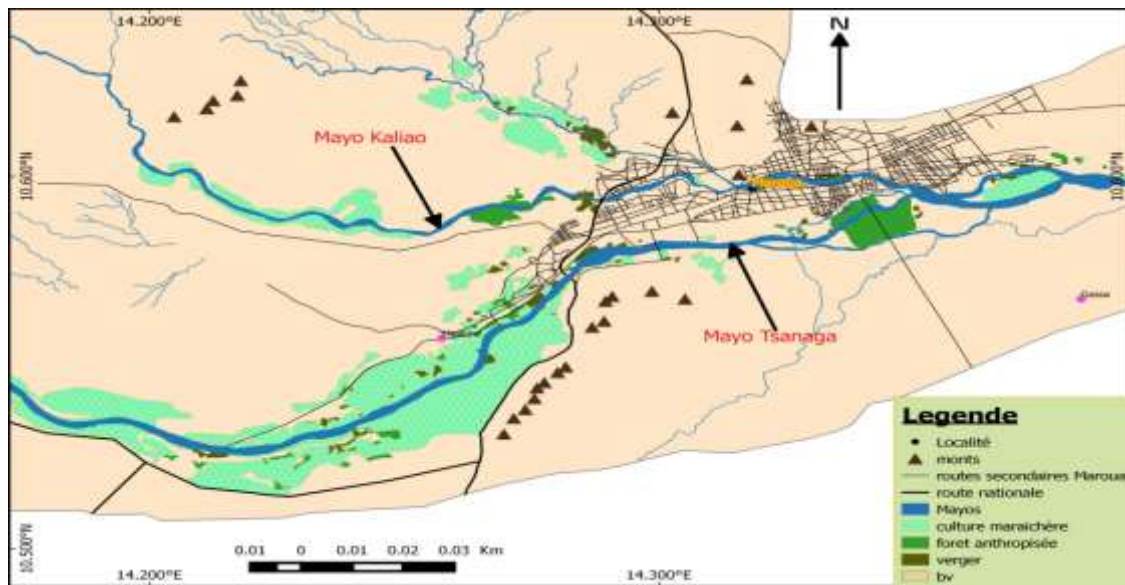 14.200°E
14.300°E
N
Mayo Kaliao
10.600°N
Mayo Tsanaga
Legende
Localité
monts
routes secondaires Maroua
route nationale
Mayos
culture maraichère
foret anthropisée
verger
bv
10.500°N
0.01 0 0.01 0.02 0.03 Km
14.200°E
14.300°E